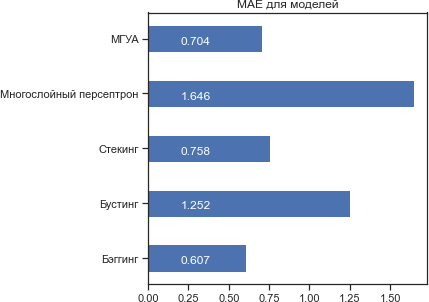 MAE для моделей
МГУА
0.704
Многослойный персептрон
1.646
Стекинг
0.758
Бустинг
1.252
Бэггинг
0.607
0.00 0.25 0.50 0.75 1.00 1.25 1.50